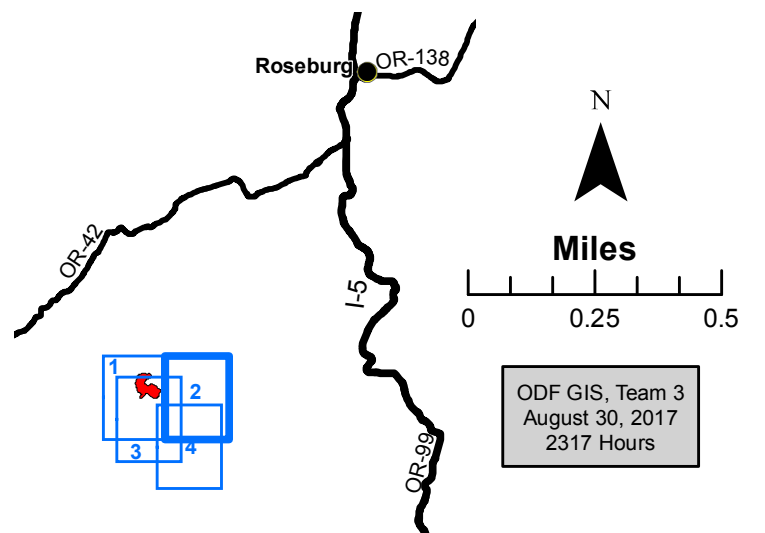 Roseburg
OR-138
N
OR-42
Miles
I-5
0 0.25 0.5
1
2
3
4
ODF GIS, Team 3
August 30, 2017
2317 Hours
OR-99